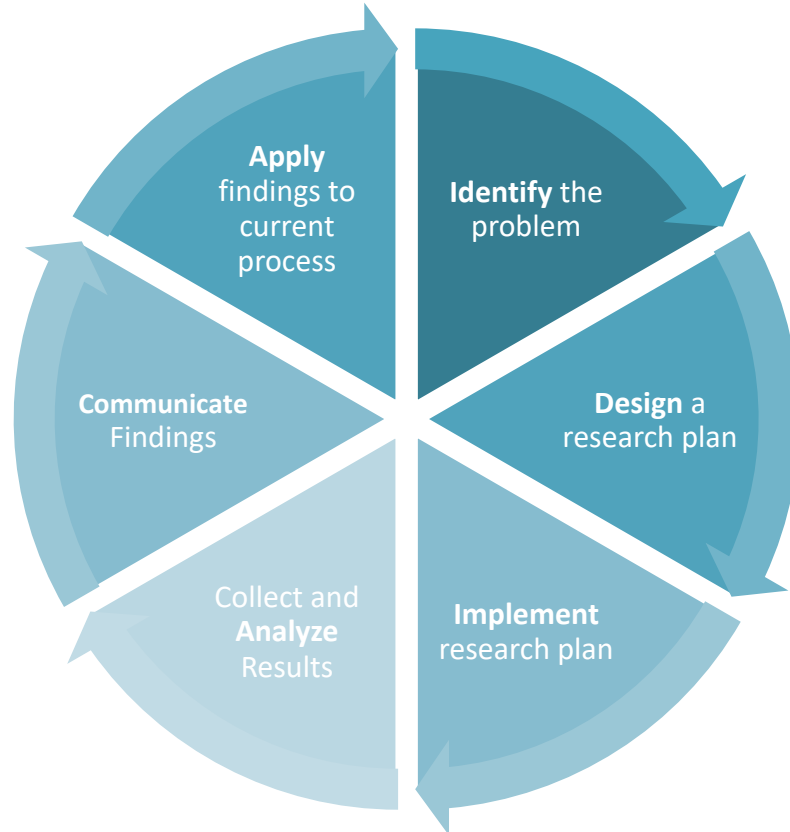 Identify the
problem
Design a
research plan
Implement
research plan
Collect and
Analyze
Results
Communicate
Findings
Apply
findings to
current
process